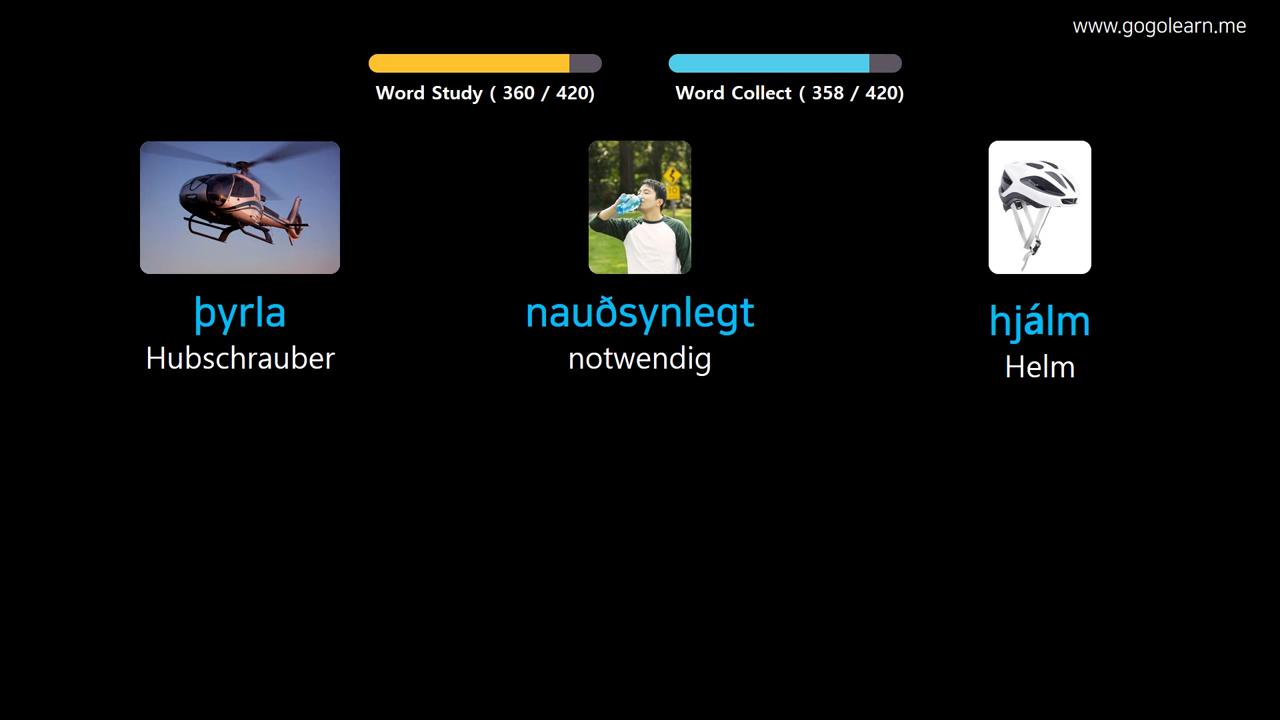 www.gogolearn.me
Word Study ( 360 / 420)
Word Collect ( 358 / 420)
þyrla
Hubschrauber
nauðsynlegt
notwendig
hjálm
Helm